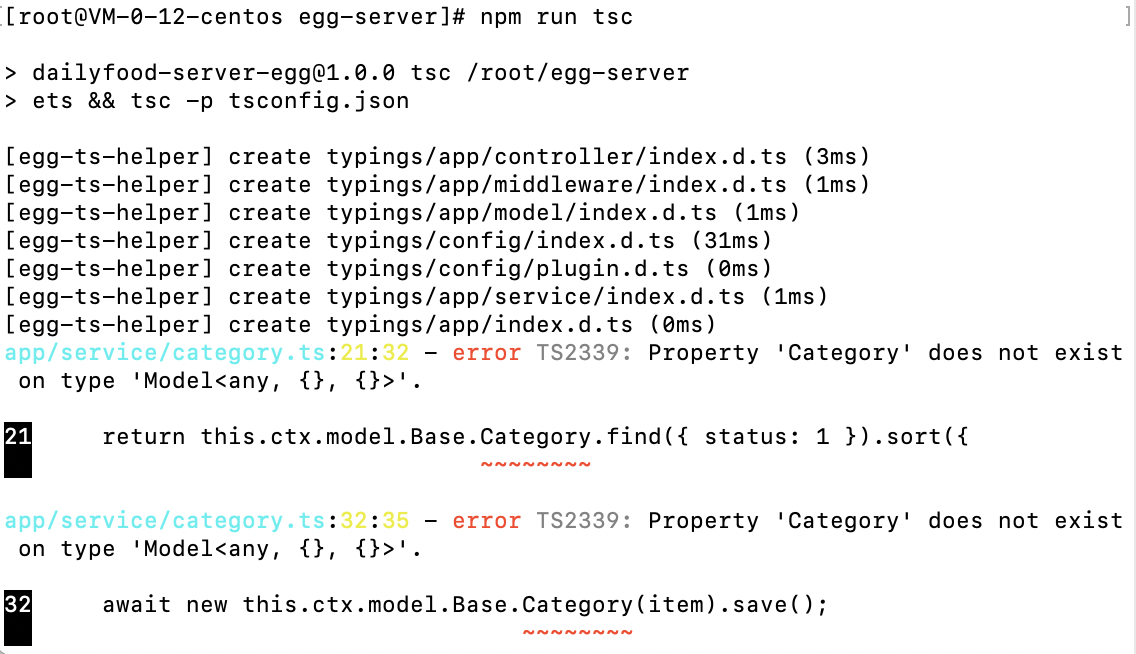 [[root@VM-0-12-centos egg-server]# npm run tsc ]
> dailyfood-server-egg@1.0.0 tsc /root/egg-server
> ets && tsc -p tsconfig.json
[egg-ts-helper] create typings/app/controller/index.d.ts (3ms)
[egg-ts-helper] create typings/app/middleware/index.d.ts (1ms)
[egg-ts-helper] create typings/app/model/index.d.ts (1ms)
[egg-ts-helper] create typings/config/index.d.ts (31ms)
[egg-ts-helper] create typings/config/plugin.d.ts (0ms)
[egg-ts-helper] create typings/app/service/index.d.ts (1ms)
[egg-ts-helper] create typings/app/index.d.ts (0ms)
app/service/category.ts:21:32 - error TS2339: Property 'Category' does not exist
 on type 'Model<any, {}, {}>'.
21     return this.ctx.model.Base.Category.find({ status: 1 }).sort({
~~~~~~~~
app/service/category.ts:32:35 - error TS2339: Property 'Category' does not exist
 on type 'Model<any, {}, {}>'.
32     await new this.ctx.model.Base.Category(item).save();
~~~~~~~~